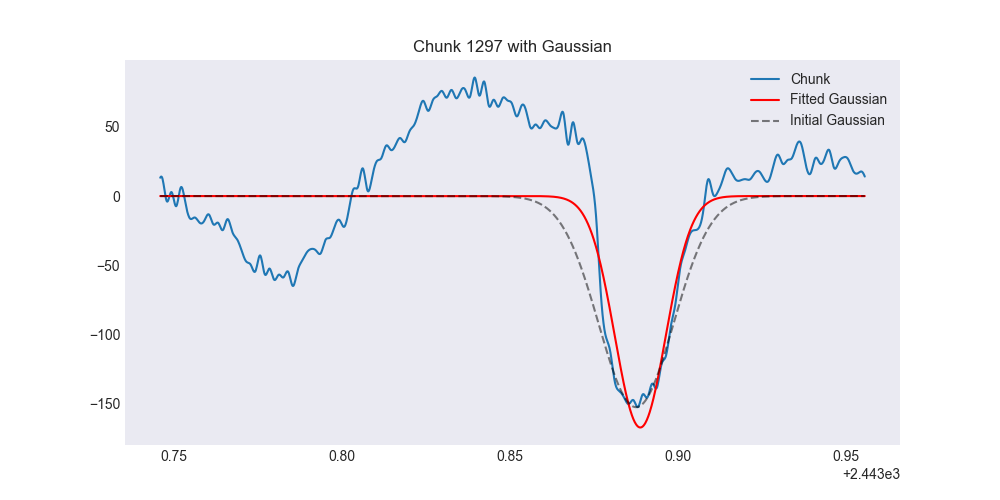 Chunk 1297 with Gaussian
Chunk
Fitted Gaussian
Initial Gaussian
50
0
−50
−100
−150
0.75 0.80 0.85 0.90 0.95
+2.443e3